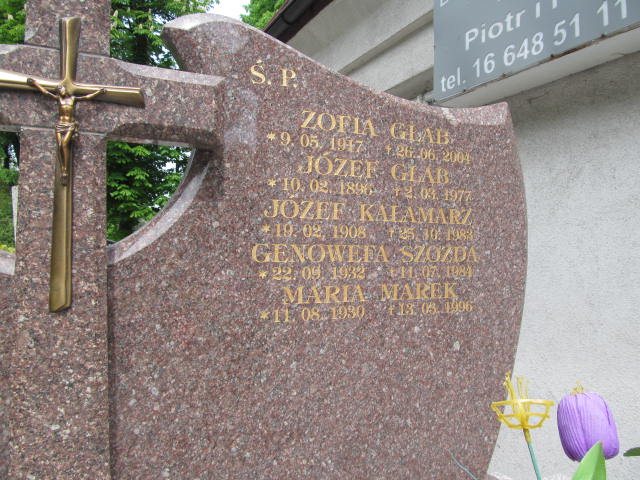 Piotr i
tel. 16 648 51 11
Ś. P.
ZOFIA GŁĄB
*9.05.1917 +26.06.2004
JÓZEF GŁĄB
*10.02.1896 +2.03.1977
JÓZEF KAŁAMARZ
*19.02.1908 +25.10.1983
GENOWEFA SZOZDA
*22.09.1932 +11.07.1984
MARIA MAREK
*11.08.1930 +13.03.1996